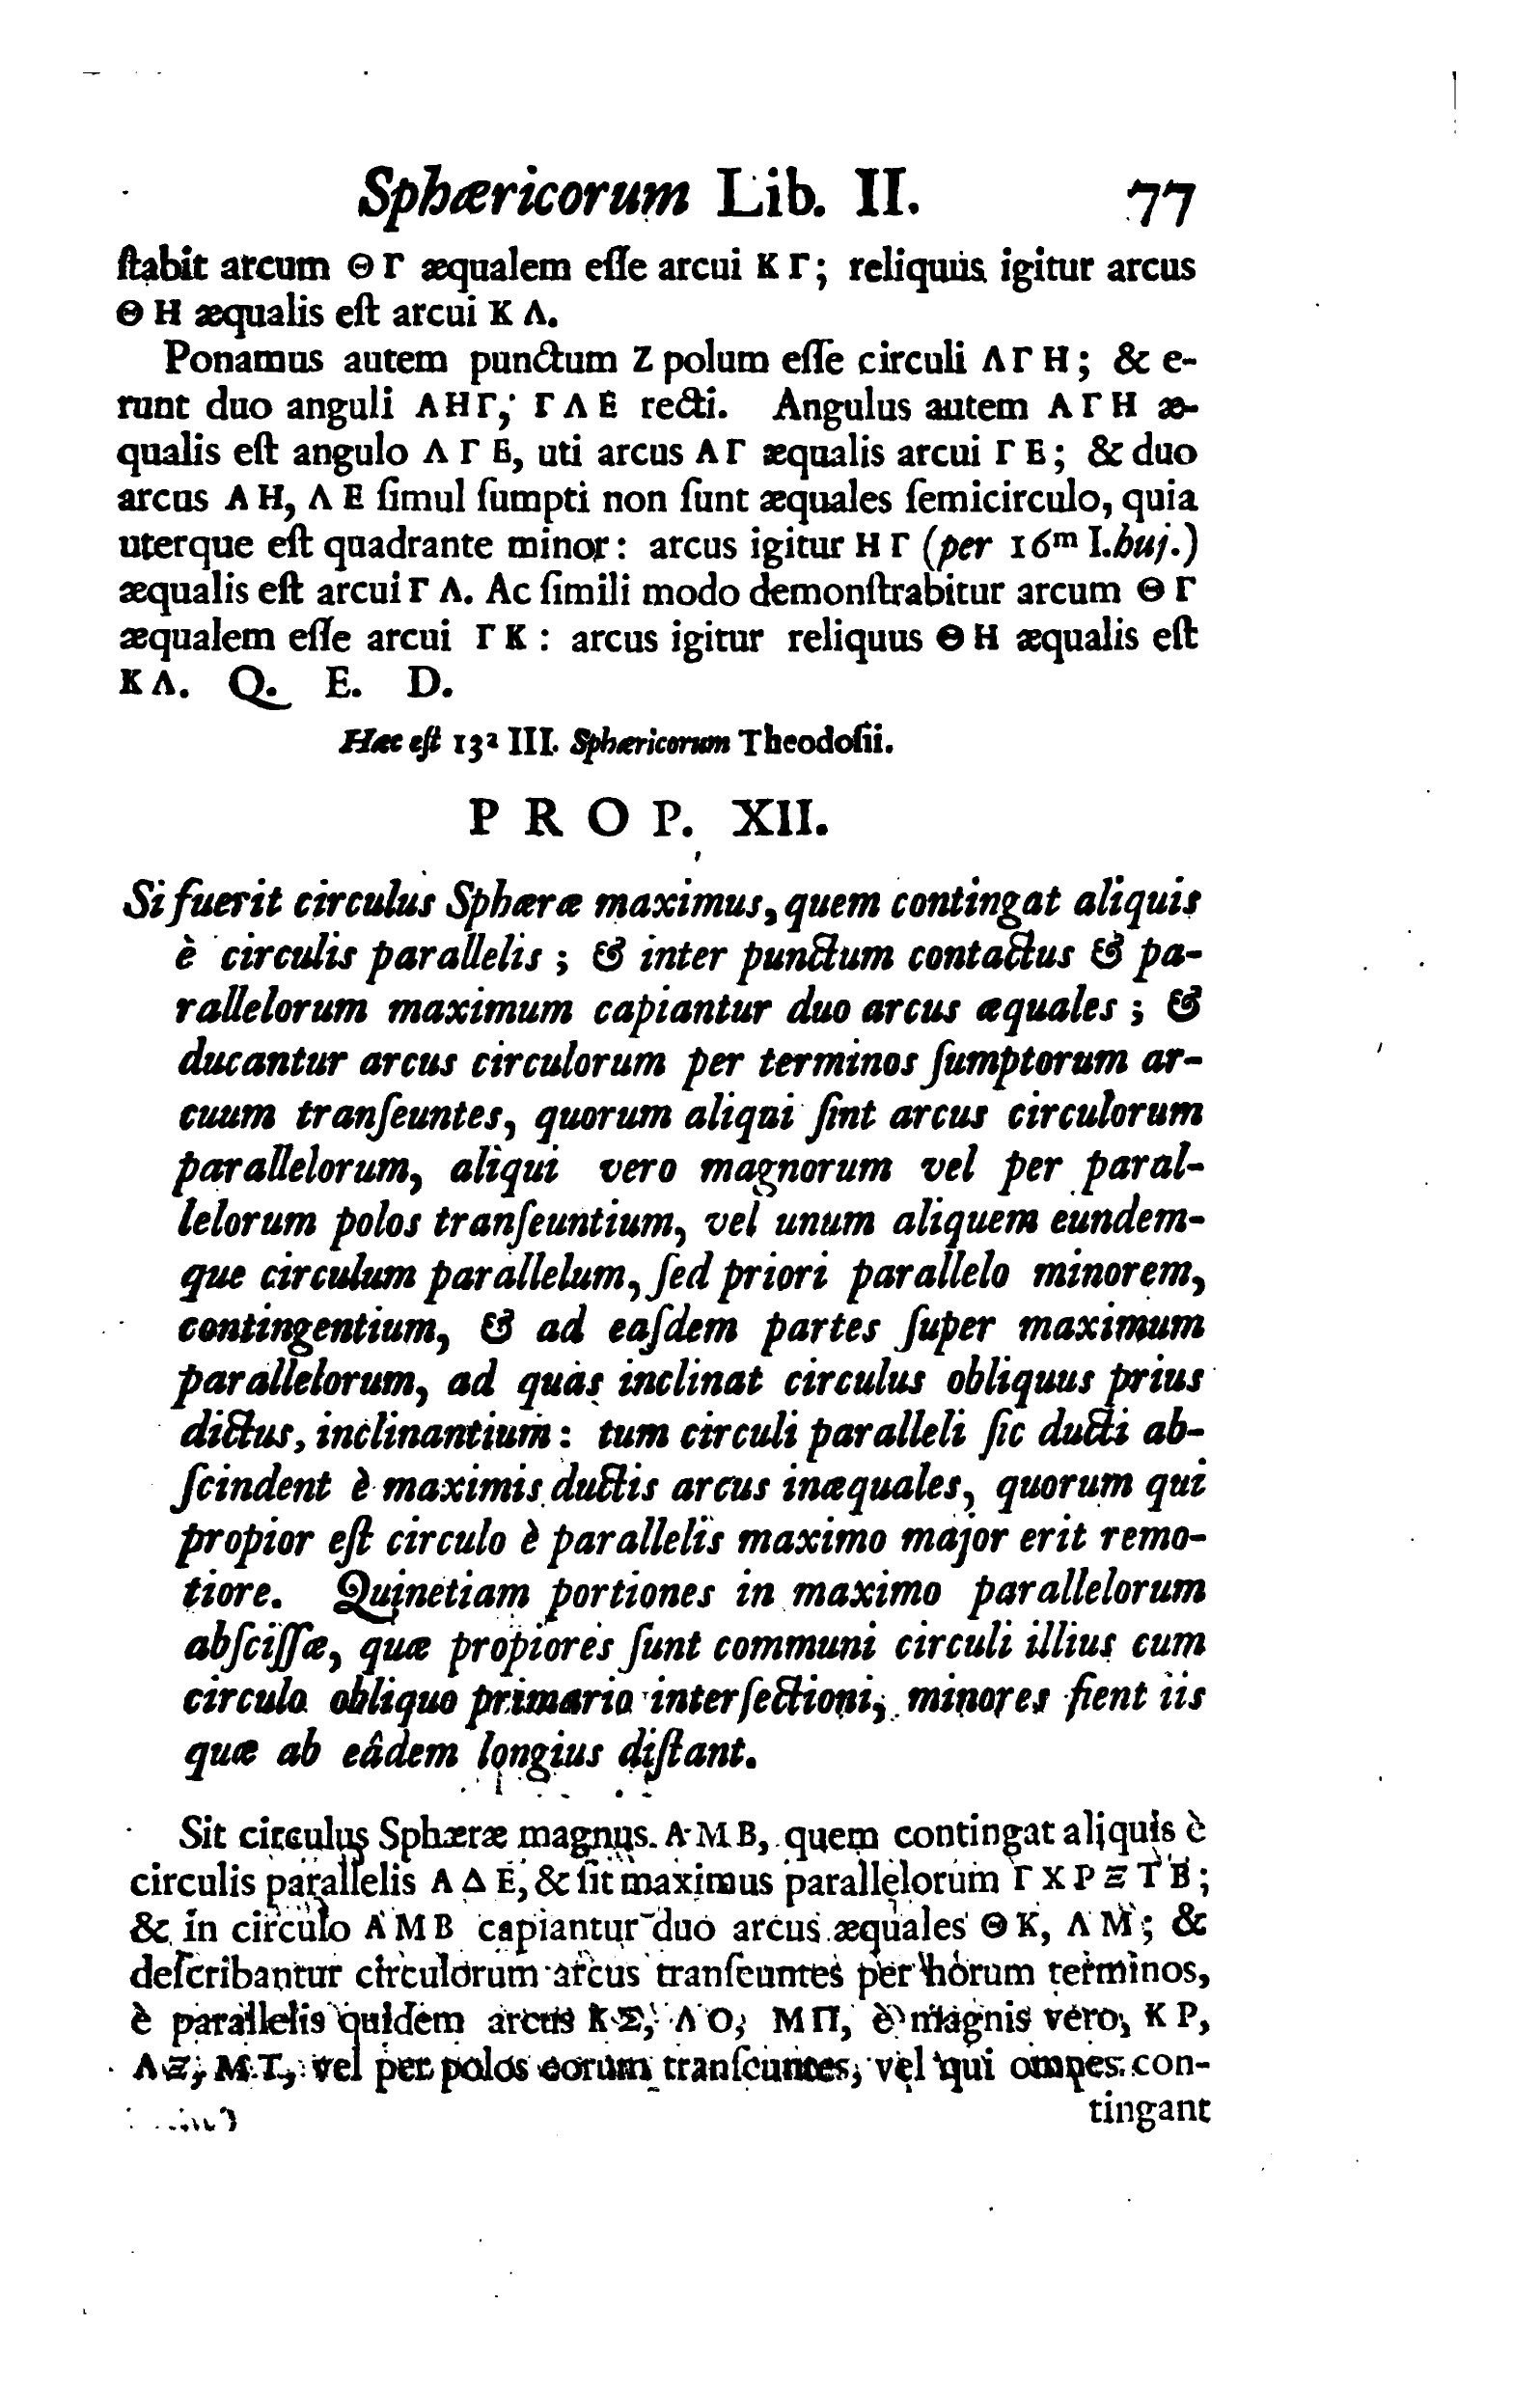 Sphæricorum Lib. II. 77
ſtabit arcum Θ Γ æqualem eſſe arcui Κ Γ; reliquus igitur arcus
Θ Η æqualis eſt arcui Κ Λ.
Ponamus autem punctum Ζ polum eſſe circuli Λ Γ Η; & e-
runt duo anguli Α Η Γ, Γ Λ Ε recti. Angulus autem Α Γ Η æ-
qualis eſt angulo Λ Γ Ε, uti arcus Α Γ æqualis arcui Γ Ε; & duo
arcus Α Η, Λ Ε ſimul ſumpti non ſunt æquales ſemicirculo, quia
uterque eſt quadrante minor: arcus igitur Η Γ (per 16ᵐ I.huj.)
æqualis eſt arcui Γ Λ. Ac ſimili modo demonſtrabitur arcum Θ Γ
æqualem eſſe arcui Γ Κ: arcus igitur reliquus Θ Η æqualis eſt
Κ Λ. Q. E. D.
Hæc eſt 13ᵃ III. Sphæricorum Theodoſii.
PROP. XII.
Si fuerit circulus Sphæræ maximus, quem contingat aliquis
è circulis parallelis; & inter punctum contactus & pa-
rallelorum maximum capiantur duo arcus æquales; &
ducantur arcus circulorum per terminos ſumptorum ar-
cuum tranſeuntes, quorum aliqui ſint arcus circulorum
parallelorum, aliqui vero magnorum vel per paral-
lelorum polos tranſeuntium, vel unum aliquem eundem-
que circulum parallelum, ſed priori parallelo minorem,
contingentium, & ad eaſdem partes ſuper maximum
parallelorum, ad quas inclinat circulus obliquus prius
dictus, inclinantium: tum circuli paralleli ſic ducti ab-
ſcindent è maximis ductis arcus inæquales, quorum qui
propior eſt circulo è parallelis maximo major erit remo-
tiore. Quinetiam portiones in maximo parallelorum
abſciſſæ, quæ propiores ſunt communi circuli illius cum
circulo obliquo primario interſectioni, minores fient iis
quæ ab eâdem longius diſtant.
Sit circulus Sphæræ magnus Α Μ Β, quem contingat aliquis è
circulis parallelis Α Δ Ε, & ſit maximus parallelorum Γ Χ Ρ Ξ Τ Β;
& in circulo Α Μ Β capiantur duo arcus æquales Θ Κ, Λ Μ; &
deſcribantur circulorum arcus tranſeuntes per horum terminos,
è parallelis quidem arcus Κ Σ, Λ Ο, Μ Π, è magnis vero, Κ Ρ,
Λ Ξ, Μ Τ, vel per polos eorum tranſeuntes, vel qui omnes con-
tingant